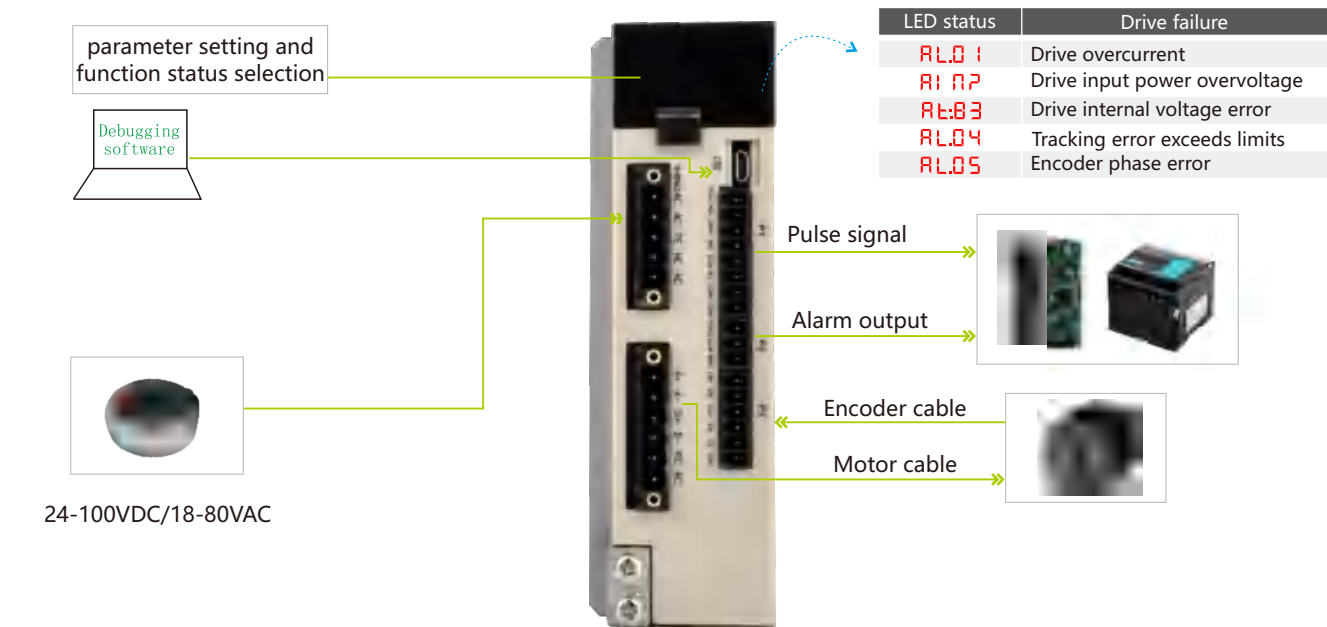 parameter setting and
function status selection
Debugging
software
24-100VDC/18-80VAC
LED status Drive failure
AL.01 Drive overcurrent
Drive input power overvoltage
Drive internal voltage error
AL.04 Tracking error exceeds limits
AL.05 Encoder phase error
Pulse signal
Alarm output
Encoder cable
Motor cable